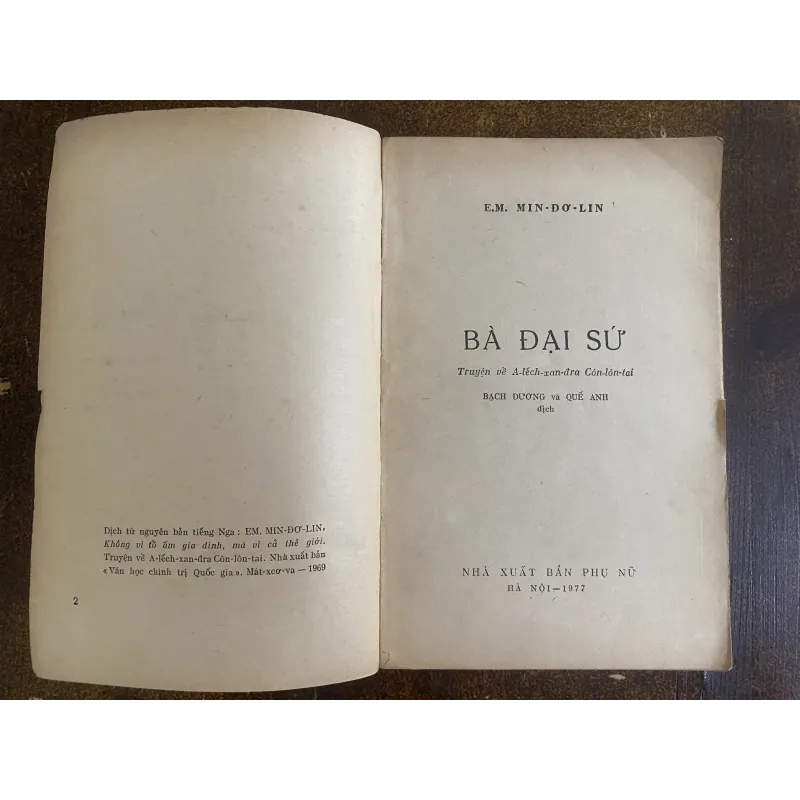 Dịch từ nguyên bản tiếng Nga : EM. MIN-ĐƠ-LIN,
Không vì tổ ấm gia đình, mà vì cả thế giới.
Truyện về A-lếch-xan-đra Côn-lôn-tai. Nhà xuất bản
« Văn học chính trị Quốc gia ». Mát-xcơ-va — 1969
2
E.M. MIN-ĐƠ-LIN
BÀ ĐẠI SỨ
Truyện về A-lếch-xan-đra Côn-lôn-tai
BẠCH DƯƠNG và QUẾ ANH
dịch
NHÀ XUẤT BẢN PHỤ NỮ
HÀ NỘI — 1977